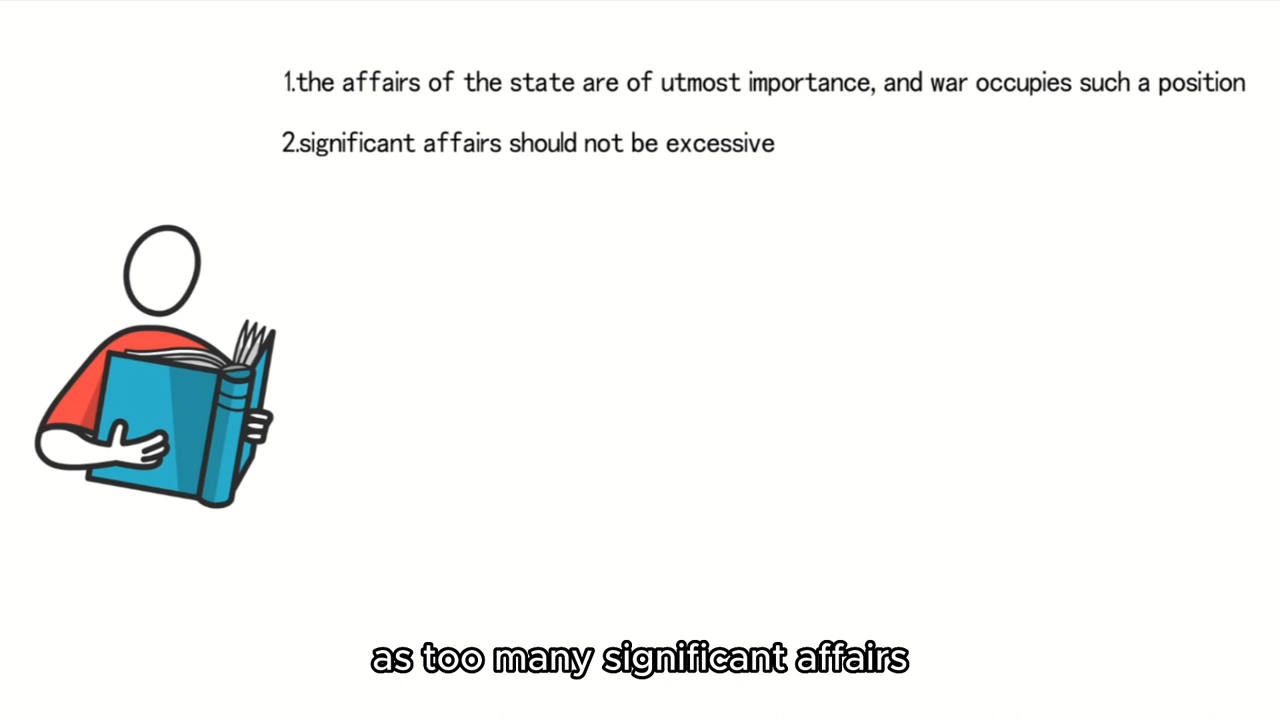 1.the affairs of the state are of utmost importance, and war occupies such a position
2.significant affairs should not be excessive
as too many significant affairs